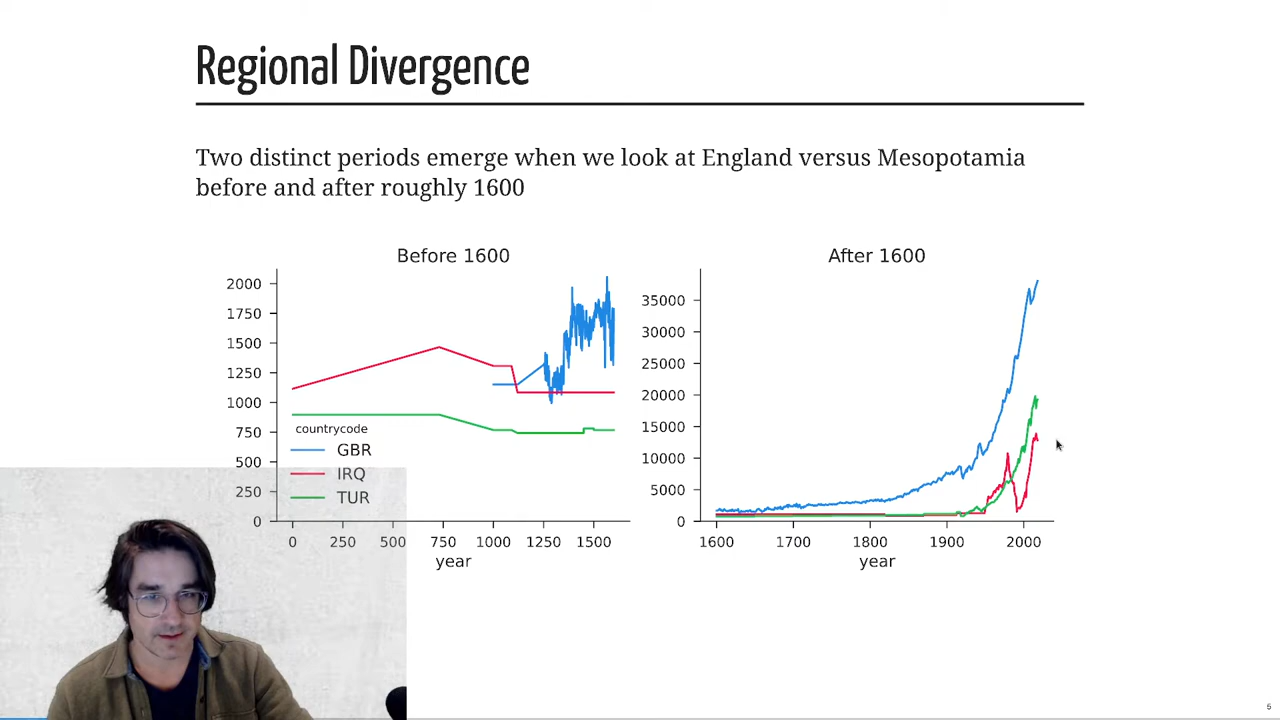 Regional Divergence
Two distinct periods emerge when we look at England versus Mesopotamia
before and after roughly 1600
Before 1600
2000
1750
1500
1250
1000
750
500
250
0
countrycode
GBR
IRQ
TUR
0 250 500 750 1000 1250 1500
year
After 1600
35000
30000
25000
20000
15000
10000
5000
0
1600 1700 1800 1900 2000
year
5